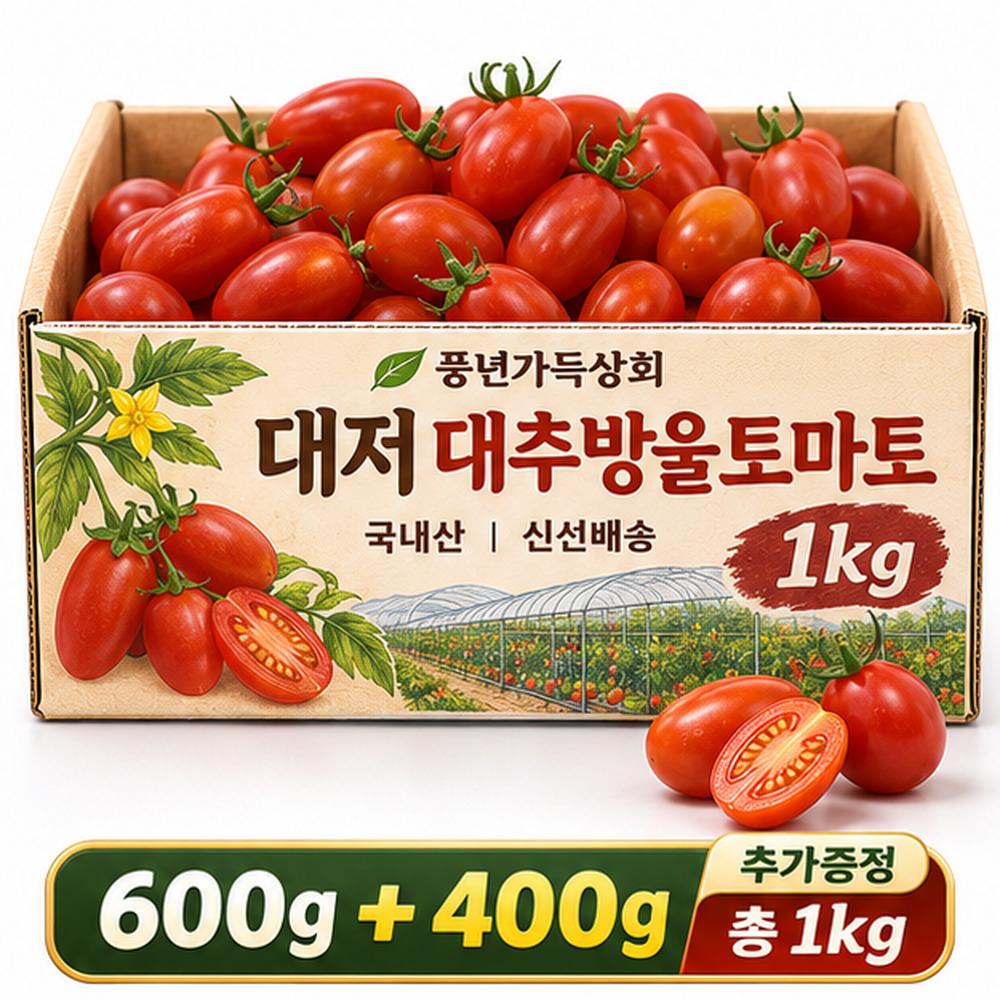 풍년가득상회
대저 대추방울토마토
국내산 | 신선배송
1kg
600g + 400g
추가증정
총 1kg